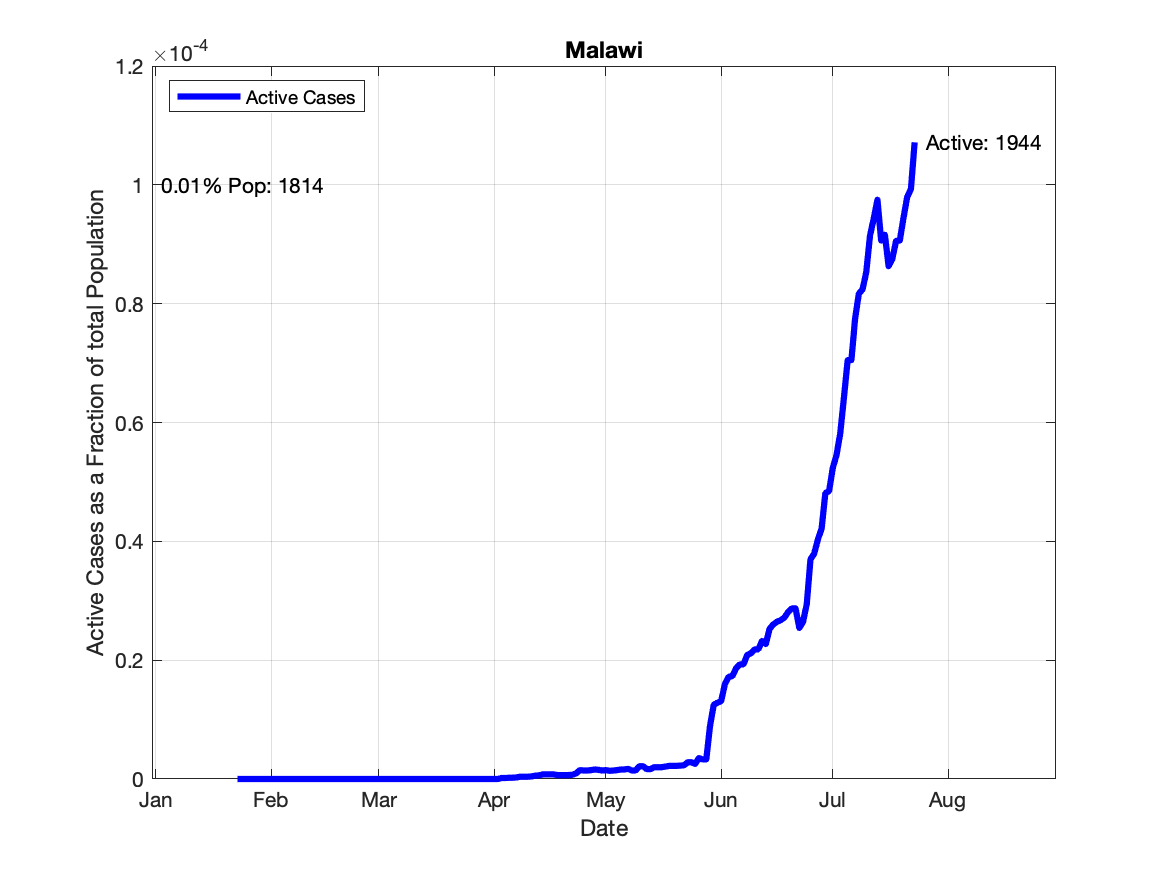 Malawi
×10-4
1.2
Active Cases
Active: 1944
1
0.01% Pop: 1814
0.8
0.6
0.4
0.2
0
Active Cases as a Fraction of total Population
Jan Feb Mar Apr May Jun Jul Aug
Date